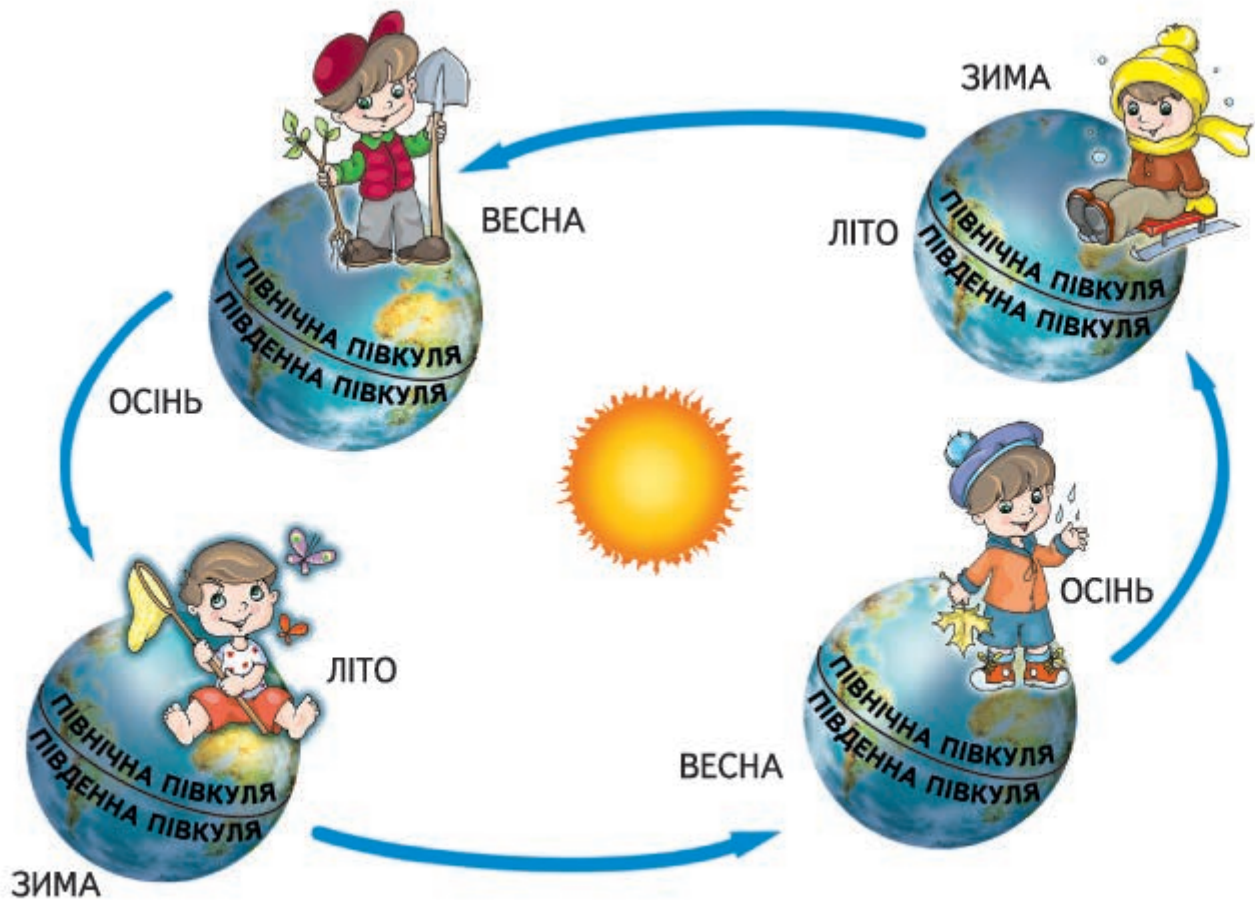 ЗИМА
ВЕСНА
ЛІТО
ПІВНІЧНА ПІВКУЛЯ
ПІВДЕННА ПІВКУЛЯ
ПІВНІЧНА ПІВКУЛЯ
ПІВДЕННА ПІВКУЛЯ
ОСІНЬ
ОСІНЬ
ЛІТО
ПІВНІЧНА ПІВКУЛЯ
ПІВДЕННА ПІВКУЛЯ
ВЕСНА
ПІВНІЧНА ПІВКУЛЯ
ПІВДЕННА ПІВКУЛЯ
ЗИМА